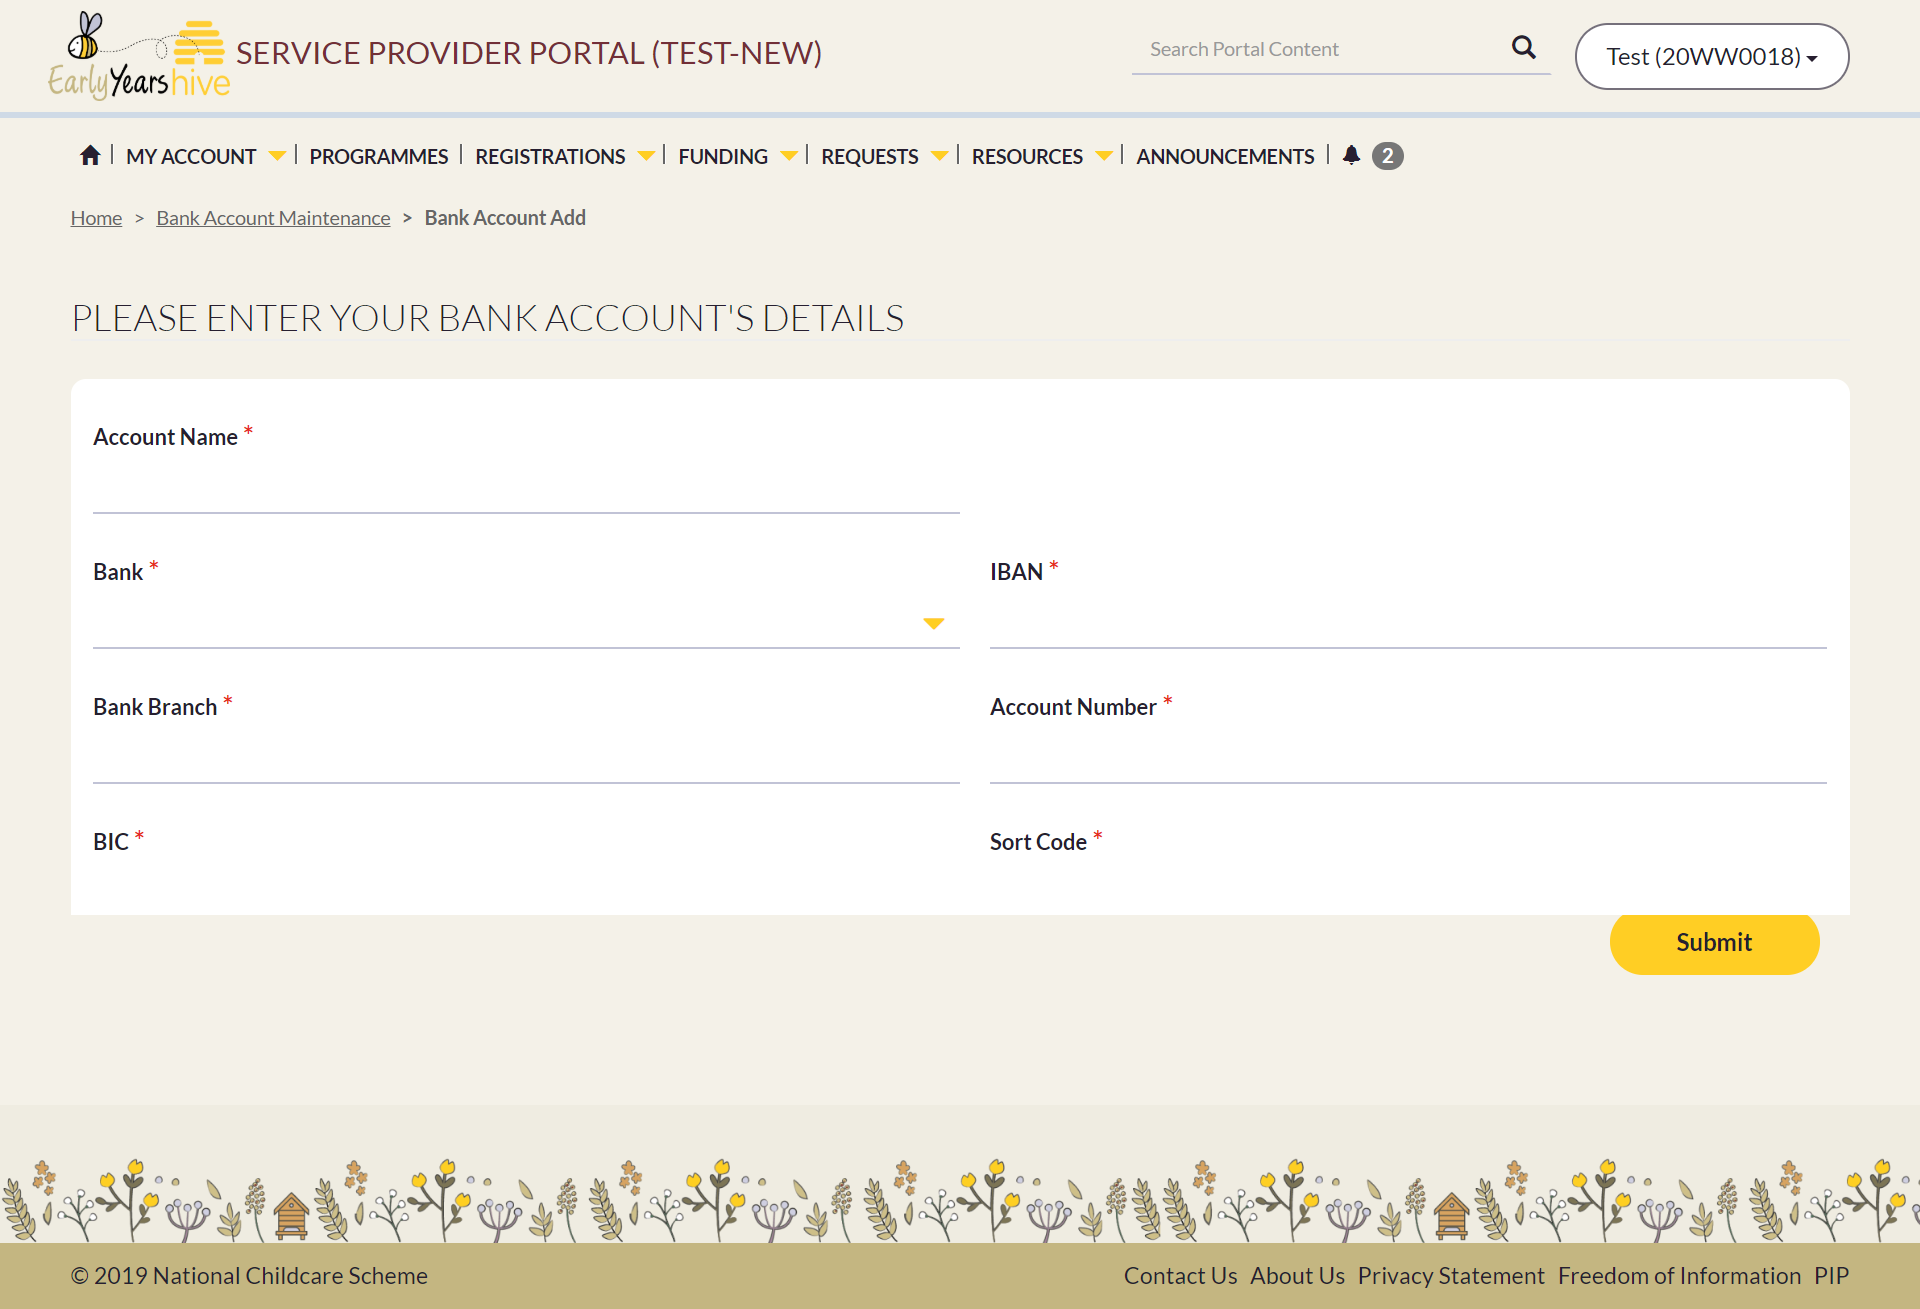 Early Years hive
SERVICE PROVIDER PORTAL (TEST-NEW)
Search Portal Content
Test (20WW0018)
MY ACCOUNT
PROGRAMMES
REGISTRATIONS
FUNDING
REQUESTS
RESOURCES
ANNOUNCEMENTS
2
Home > Bank Account Maintenance > Bank Account Add
PLEASE ENTER YOUR BANK ACCOUNT'S DETAILS
Account Name *
Bank *
IBAN *
Bank Branch *
Account Number *
BIC *
Sort Code *
Submit
© 2019 National Childcare Scheme
Contact Us About Us Privacy Statement Freedom of Information PIP